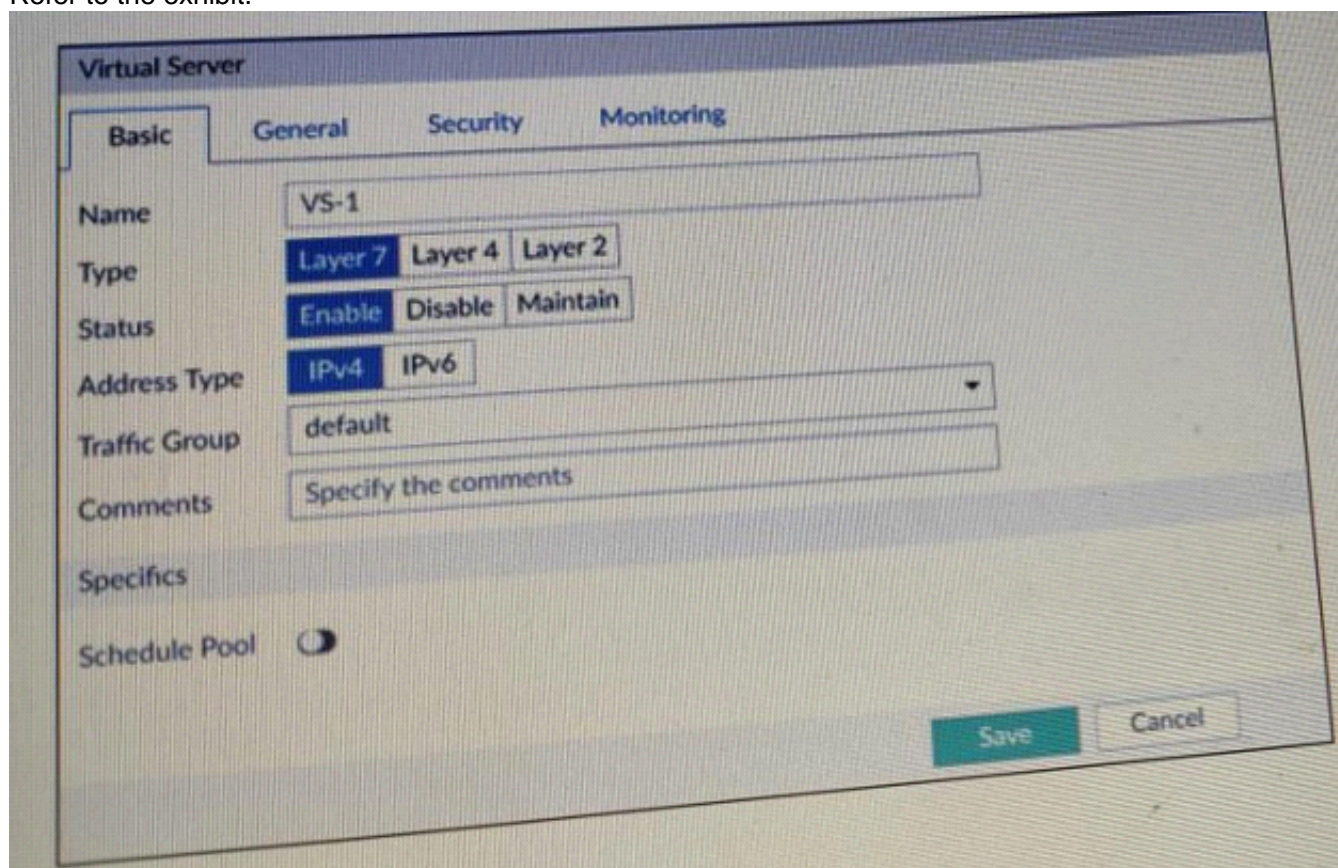 Refer to the exhibit.
Virtual Server
Basic General Security Monitoring
Name VS-1
Type Layer 7 Layer 4 Layer 2
Status Enable Disable Maintain
Address Type IPv4 IPv6
Traffic Group default
Comments Specify the comments
Specifics
Schedule Pool
Save Cancel